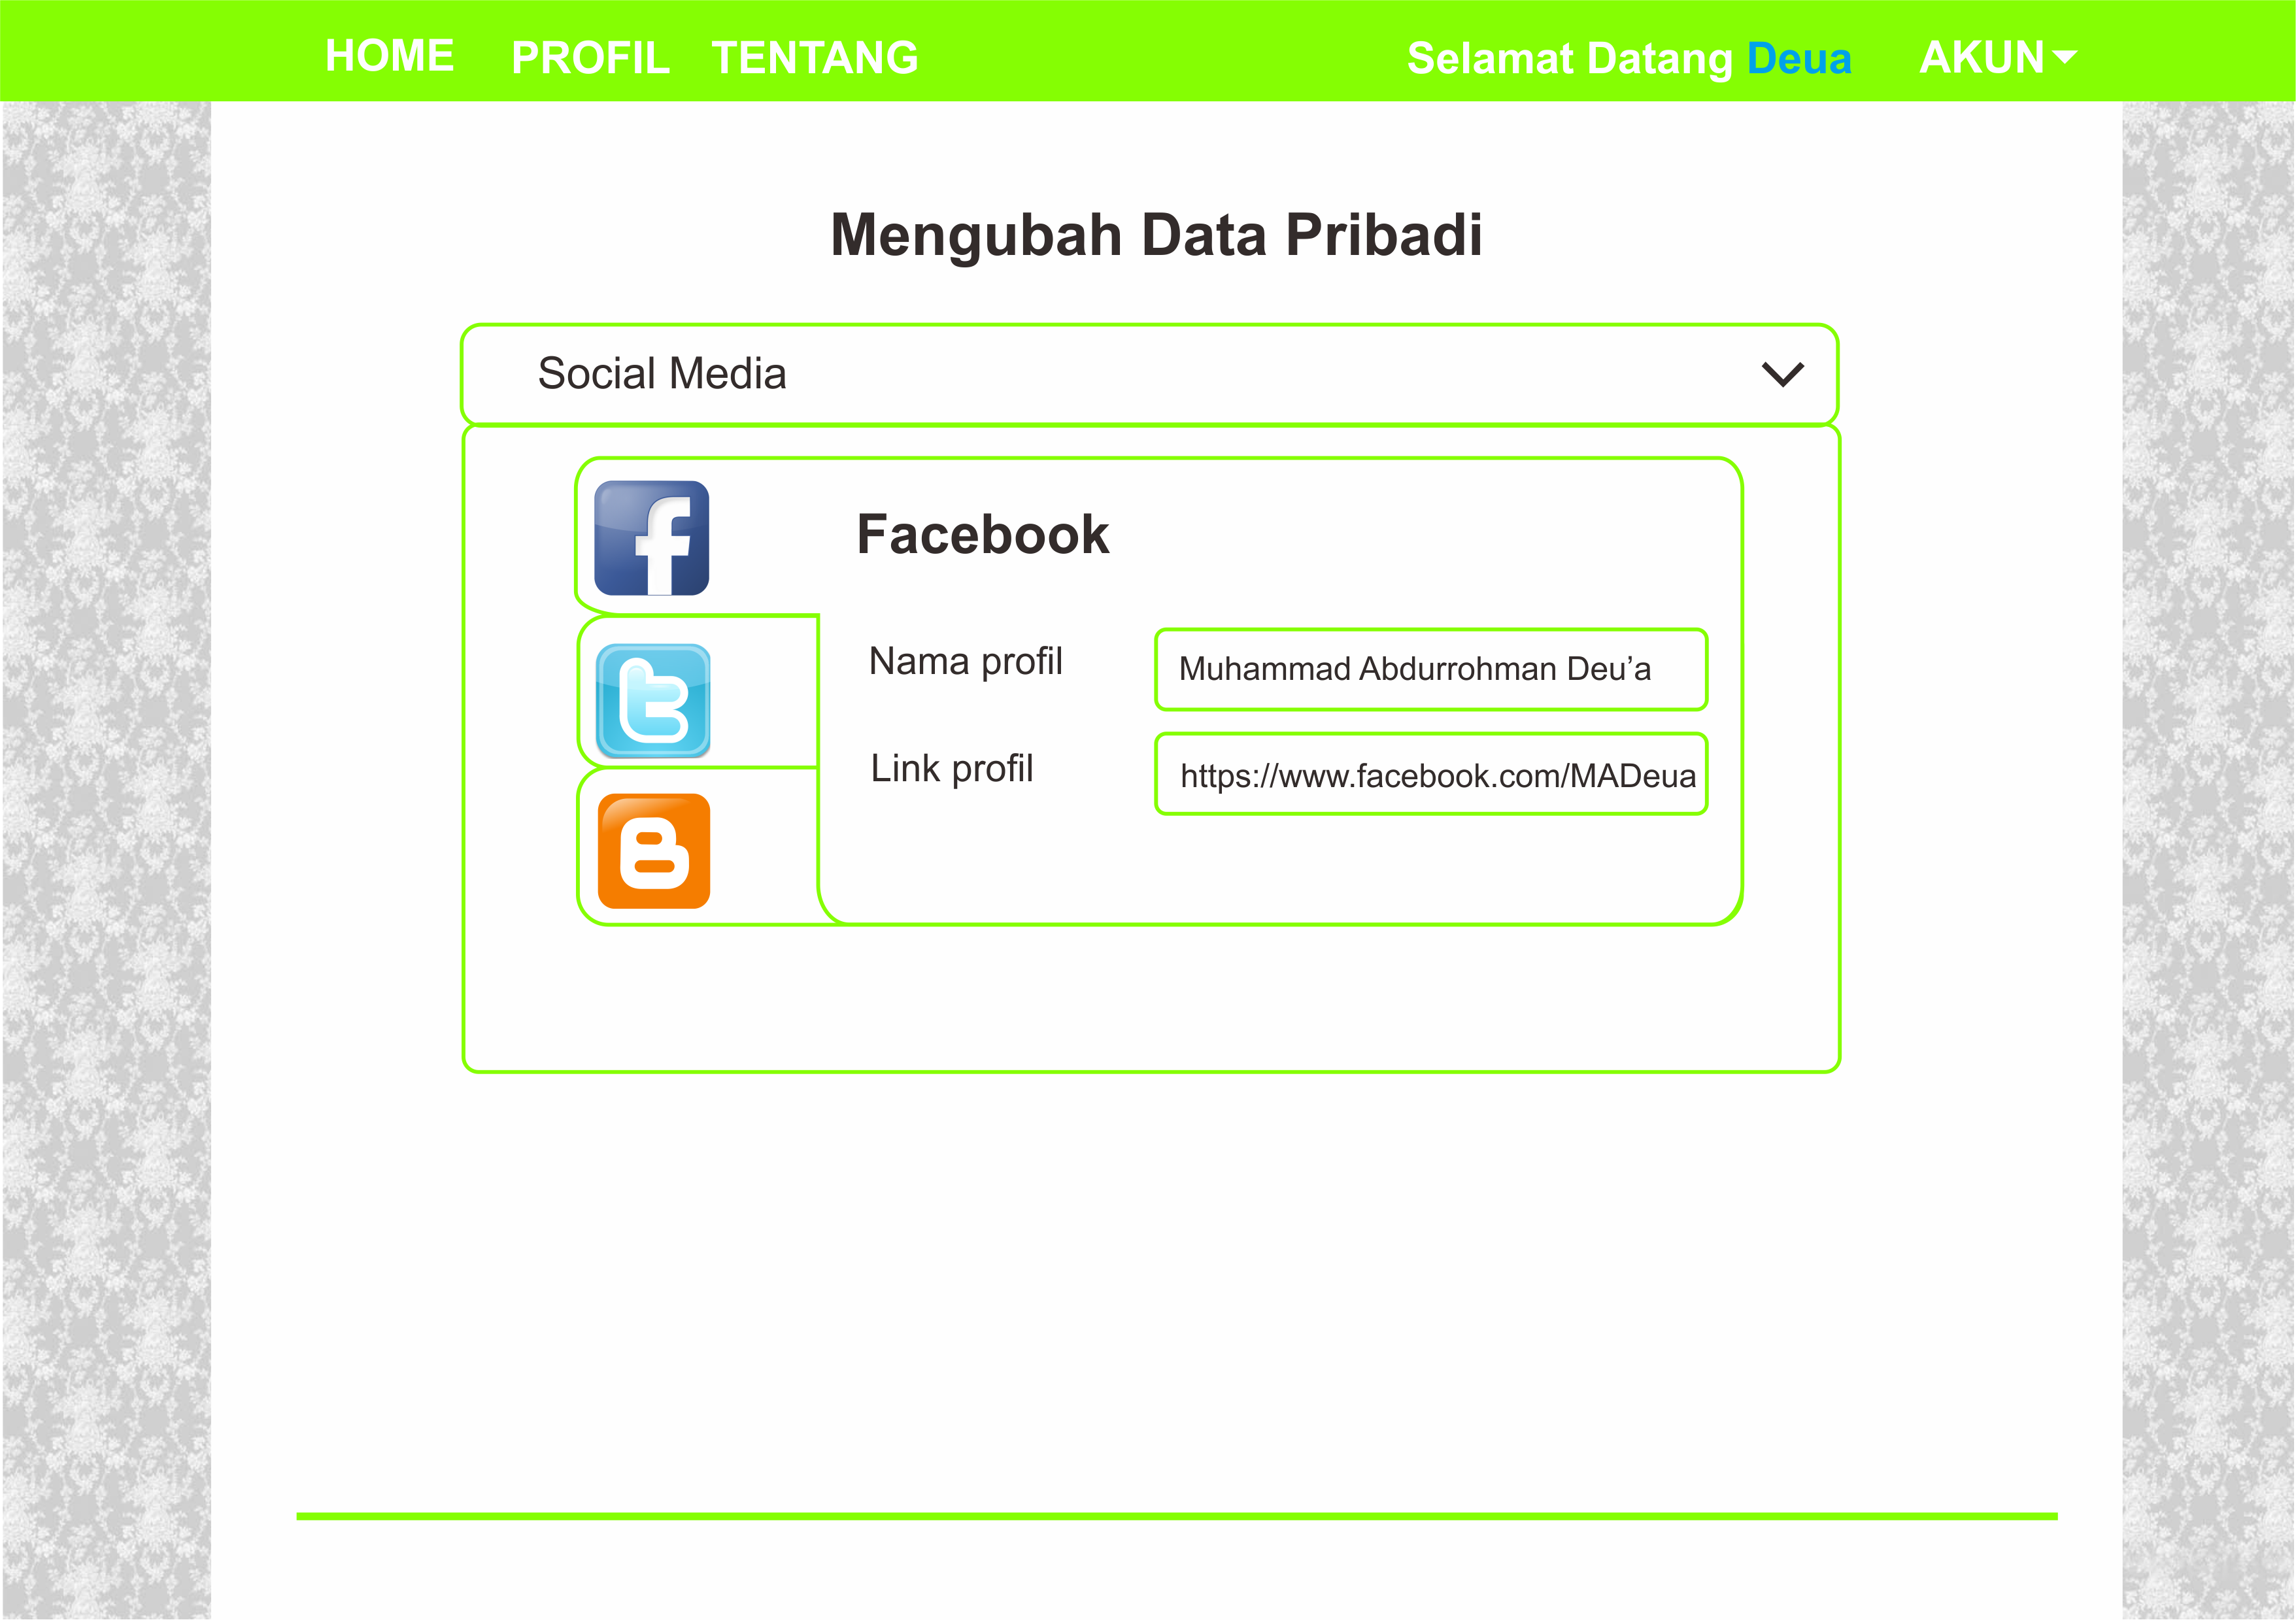 HOME PROFIL TENTANG Selamat Datang Deua AKUN
Mengubah Data Pribadi
Social Media
Facebook
Nama profil Muhammad Abdurrohman Deu’a
Link profil https://www.facebook.com/MADeua